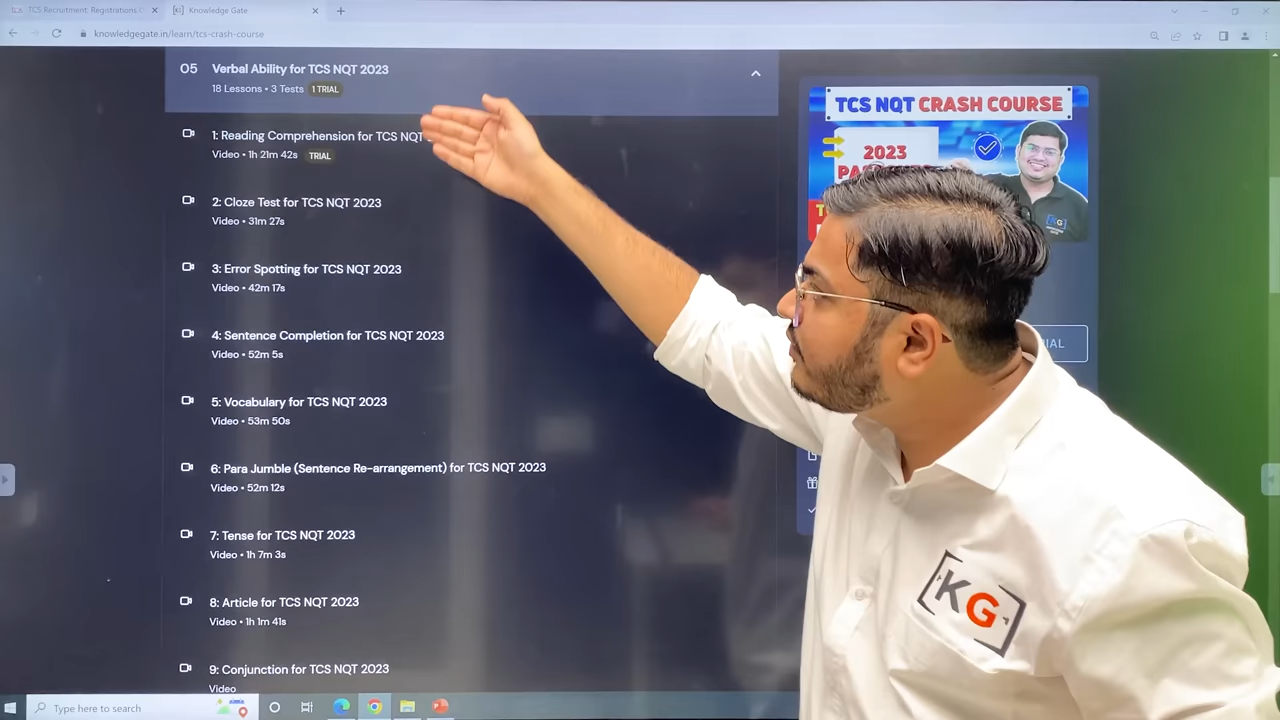 TCS Recruitment: Registrations
Knowledge Gate
knowledgegate.in/learn/tcs-crash-course
05
Verbal Ability for TCS NQT 2023
18 Lessons • 3 Tests 1 TRIAL
1: Reading Comprehension for TCS NQT
Video • 1h 21m 42s TRIAL
2: Cloze Test for TCS NQT 2023
Video • 31m 27s
3: Error Spotting for TCS NQT 2023
Video • 42m 17s
4: Sentence Completion for TCS NQT 2023
Video • 52m 5s
5: Vocabulary for TCS NQT 2023
Video • 53m 50s
6: Para Jumble (Sentence Re-arrangement) for TCS NQT 2023
Video • 52m 12s
7: Tense for TCS NQT 2023
Video • 1h 7m 3s
8: Article for TCS NQT 2023
Video • 1h 1m 41s
9: Conjunction for TCS NQT 2023
Video
TCS NQT CRASH COURSE
2023
KG
KG
Type here to search